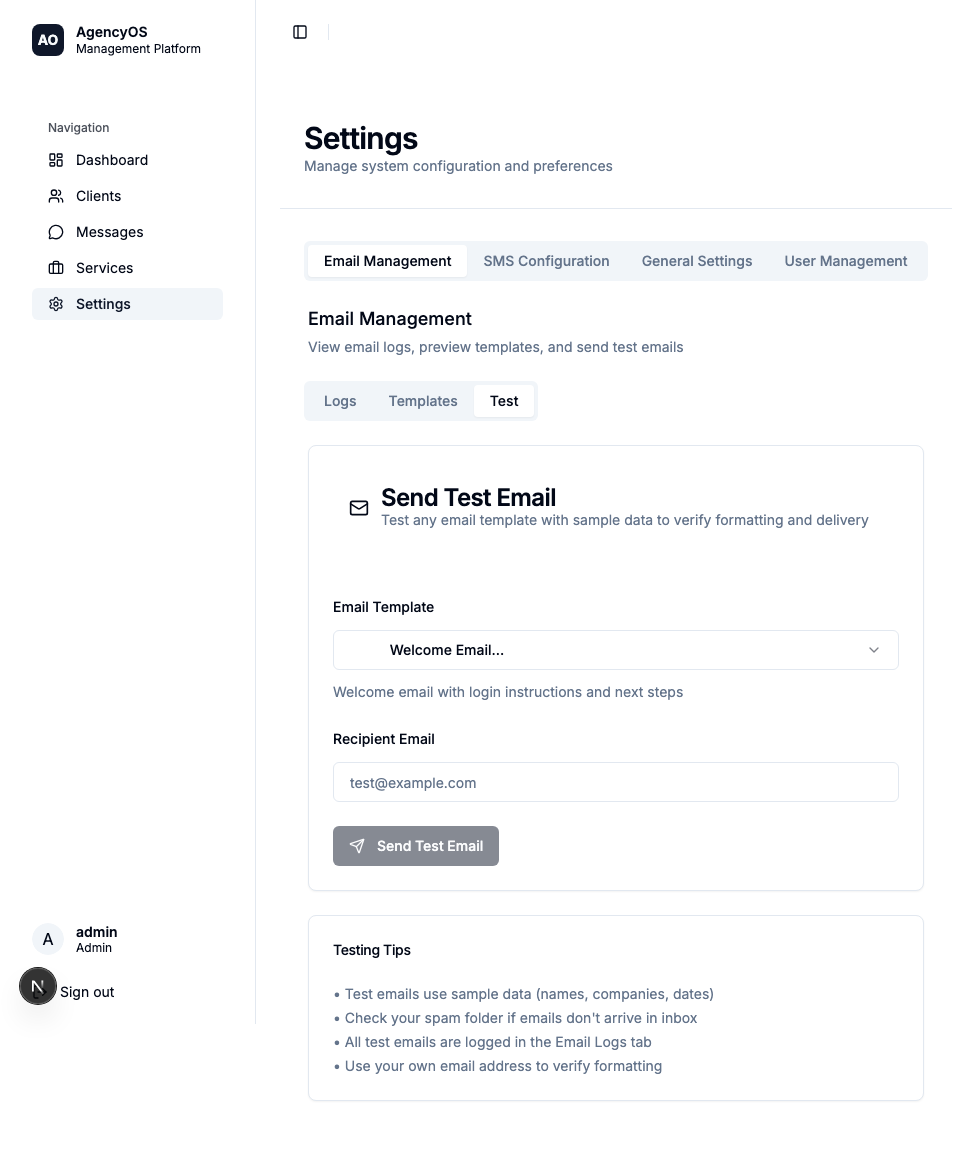 AO
AgencyOS
Management Platform
Navigation
Dashboard
Clients
Messages
Services
Settings
admin
Admin
A
N
Sign out
Settings
Manage system configuration and preferences
Email Management
SMS Configuration
General Settings
User Management
Email Management
View email logs, preview templates, and send test emails
Logs
Templates
Test
Send Test Email
Test any email template with sample data to verify formatting and delivery
Email Template
Welcome Email...
Welcome email with login instructions and next steps
Recipient Email
test@example.com
Send Test Email
Testing Tips
• Test emails use sample data (names, companies, dates)
• Check your spam folder if emails don't arrive in inbox
• All test emails are logged in the Email Logs tab
• Use your own email address to verify formatting